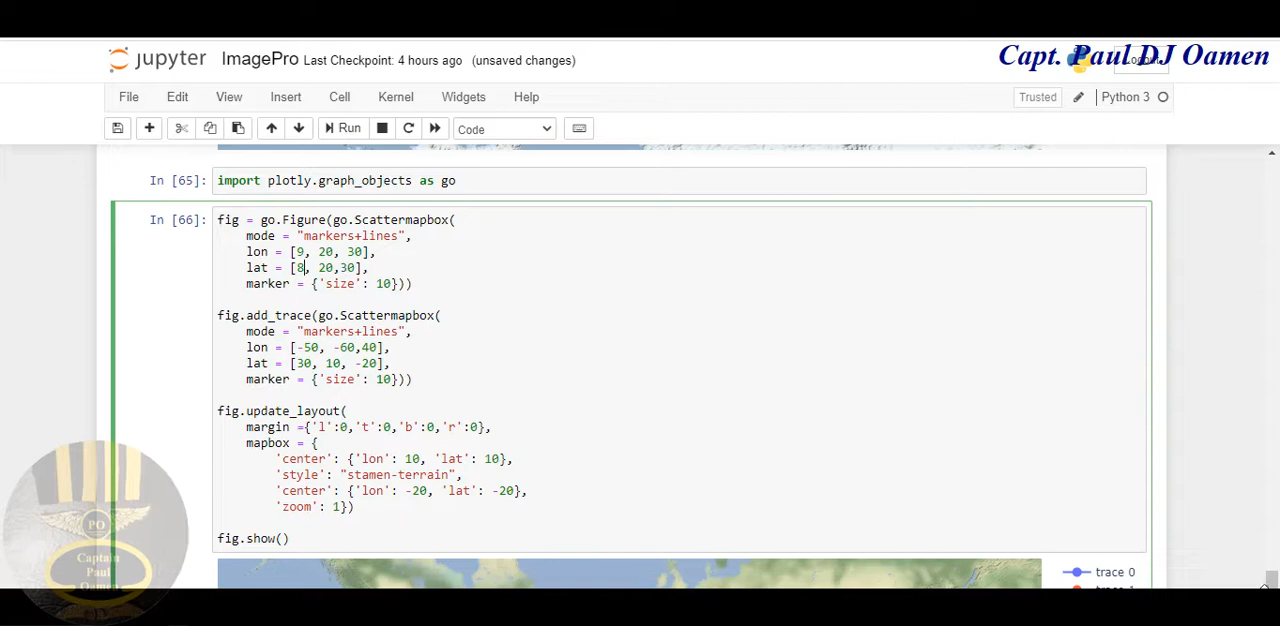 jupyter ImagePro Last Checkpoint: 4 hours ago (unsaved changes) Capt. Paul DJ Oamen
File Edit View Insert Cell Kernel Widgets Help Trusted Python 3
Run Code
In [65]: import plotly.graph_objects as go
In [66]: fig = go.Figure(go.Scattermapbox(
mode = "markers+lines",
lon = [9, 20, 30],
lat = [8, 20,30],
marker = {'size': 10}))
fig.add_trace(go.Scattermapbox(
mode = "markers+lines",
lon = [-50, -60,40],
lat = [30, 10, -20],
marker = {'size': 10}))
fig.update_layout(
margin ={'l':0,'t':0,'b':0,'r':0},
mapbox = {
'center': {'lon': 10, 'lat': 10},
'style': "stamen-terrain",
'center': {'lon': -20, 'lat': -20},
'zoom': 1})
fig.show()
PO
Captain
Paul
Oamen
trace 0